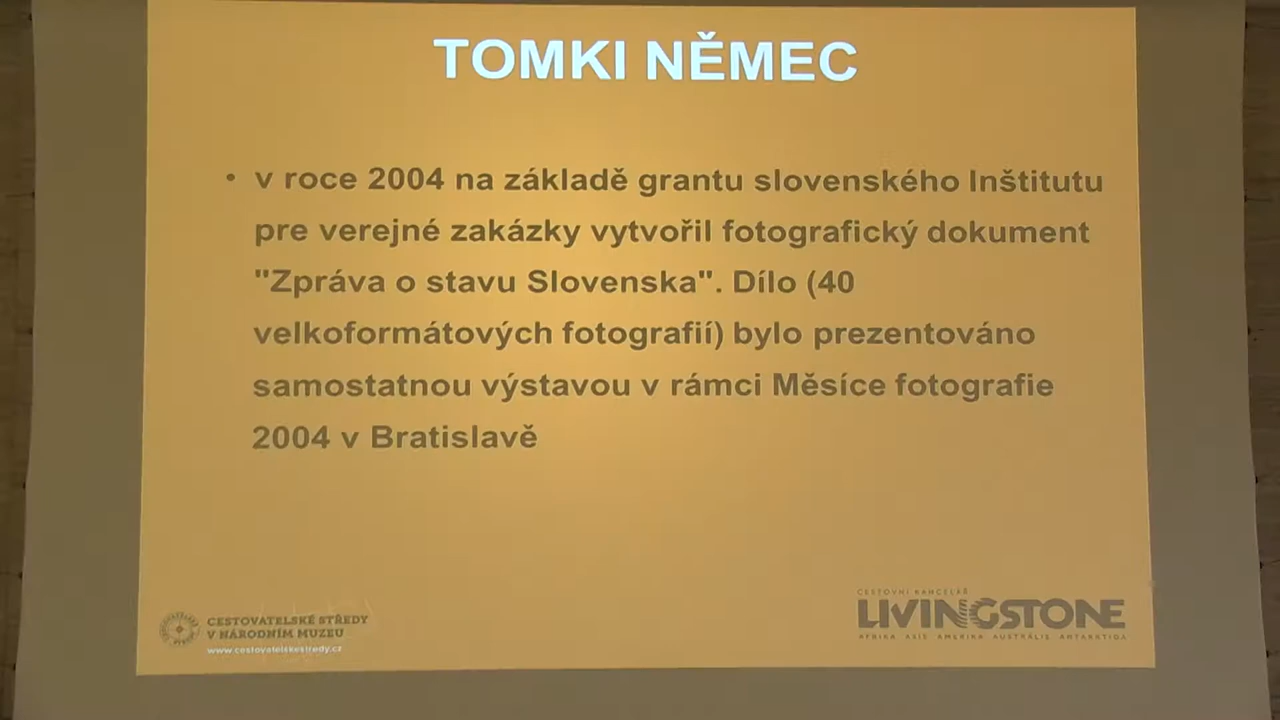 TOMKI NĚMEC
• v roce 2004 na základě grantu slovenského Inštitutu
pre verejné zakázky vytvořil fotografický dokument
"Zpráva o stavu Slovenska". Dílo (40
velkoformátových fotografií) bylo prezentováno
samostatnou výstavou v rámci Měsíce fotografie
2004 v Bratislavě
CESTOVATELSKÉ STŘEDY
V NÁRODNÍM MUZEU
www.cestovatelskestredy.cz
CESTOVNÍ KANCELÁŘ
LIVINGSTONE
AFRIKA ASIE AMERIKA AUSTRÁLIE ANTARKTIDA